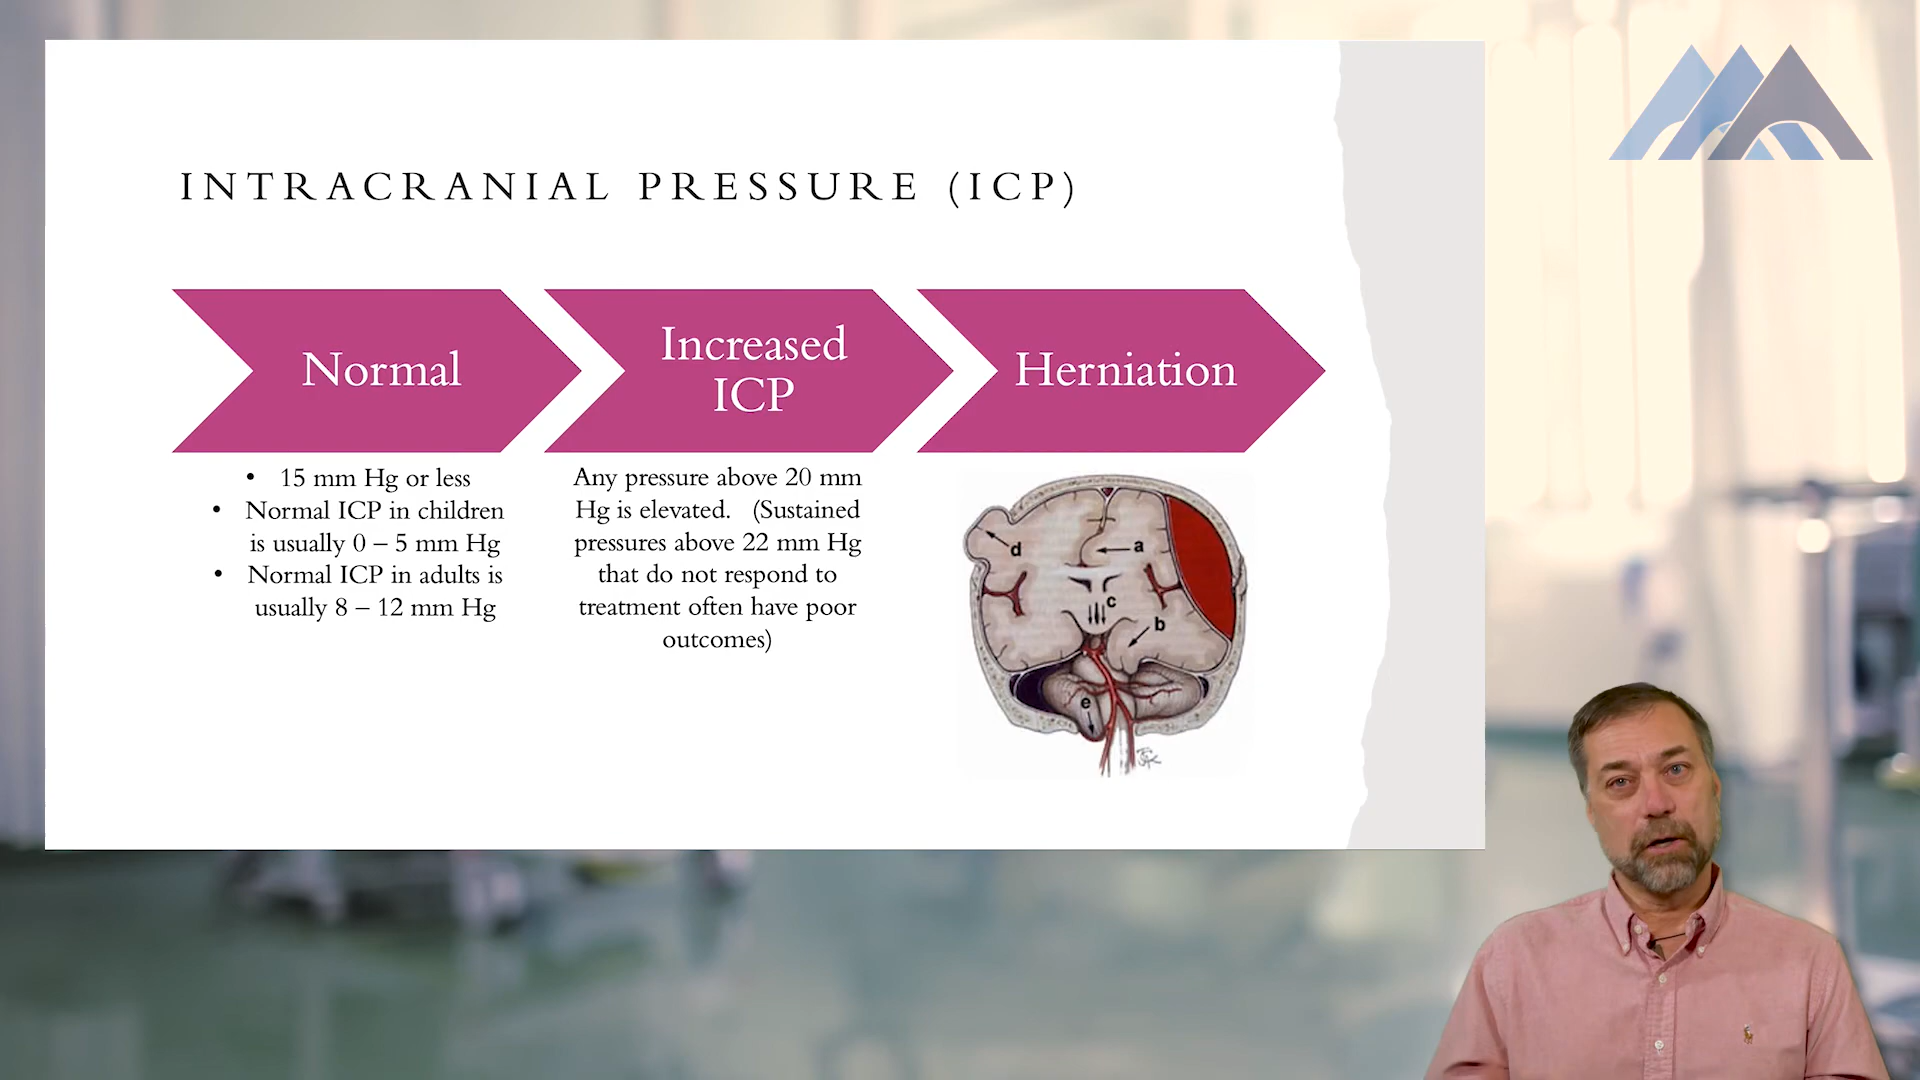 INTRACRANIAL PRESSURE (ICP)
Normal
Increased
ICP
Herniation
• 15 mm Hg or less
• Normal ICP in children
is usually 0 – 5 mm Hg
• Normal ICP in adults is
usually 8 – 12 mm Hg
Any pressure above 20 mm
Hg is elevated. (Sustained
pressures above 22 mm Hg
that do not respond to
treatment often have poor
outcomes)
d
a
c
b
e